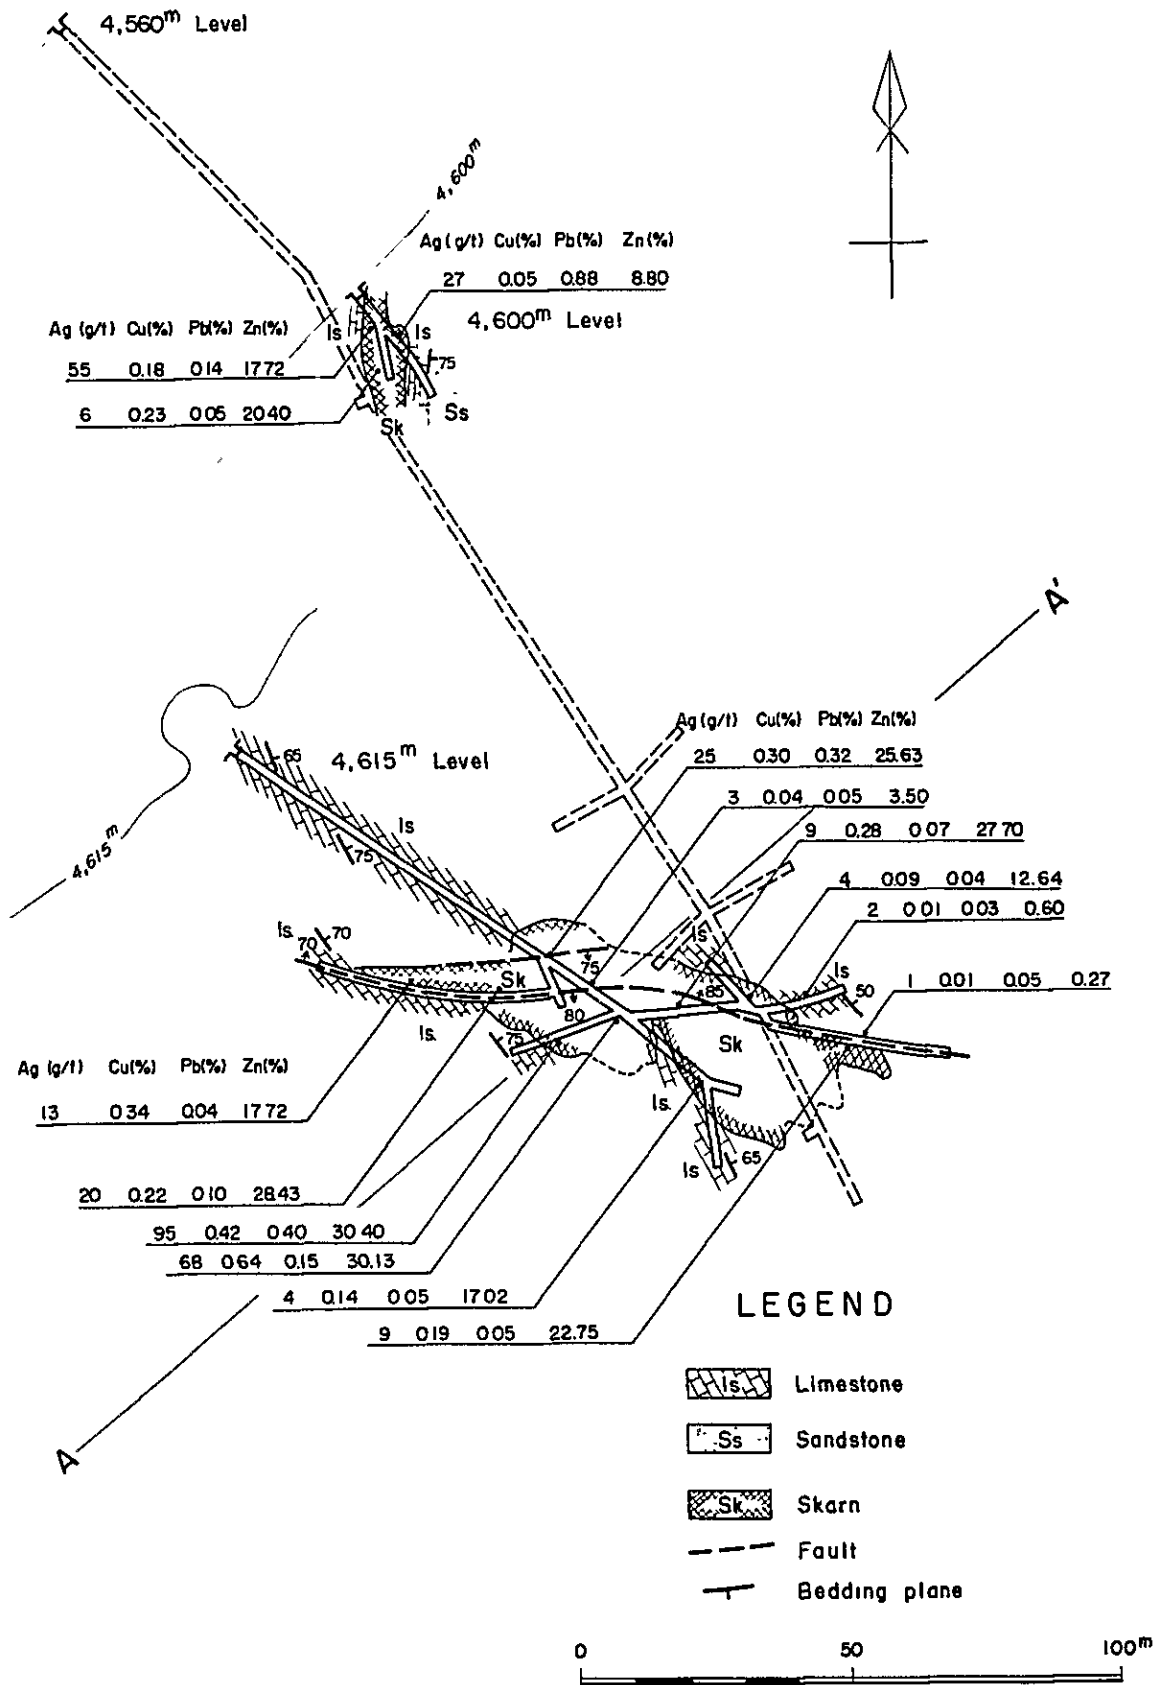 4,560m Level
4,600m
Ag (g/t) Cu(%) Pb(%) Zn(%)
27 0.05 0.88 8.80
4,600m Level
Ag (g/t) Cu(%) Pb(%) Zn(%)
55 0.18 0.14 17.72
6 0.23 0.05 20.40
ls
ls
75
Ss
Sk
A'
Ag (g/t) Cu(%) Pb(%) Zn(%)
25 0.30 0.32 25.63
3 0.04 0.05 3.50
9 0.28 0.07 27.70
4 0.09 0.04 12.64
2 0.01 0.03 0.60
1 0.01 0.05 0.27
4,615m Level
65
4,615m
ls
75
ls.
70
70
ls
75
Sk
85
ls
50
80
ls.
75
Sk
ls.
ls
65
Ag (g/t) Cu(%) Pb(%) Zn(%)
13 0.34 0.04 17.72
20 0.22 0.10 28.43
95 0.42 0.40 30.40
68 0.64 0.15 30.13
4 0.14 0.05 17.02
9 0.19 0.05 22.75
A
LEGEND
ls. Limestone
Ss Sandstone
Sk Skarn
Fault
Bedding plane
0 50 100m